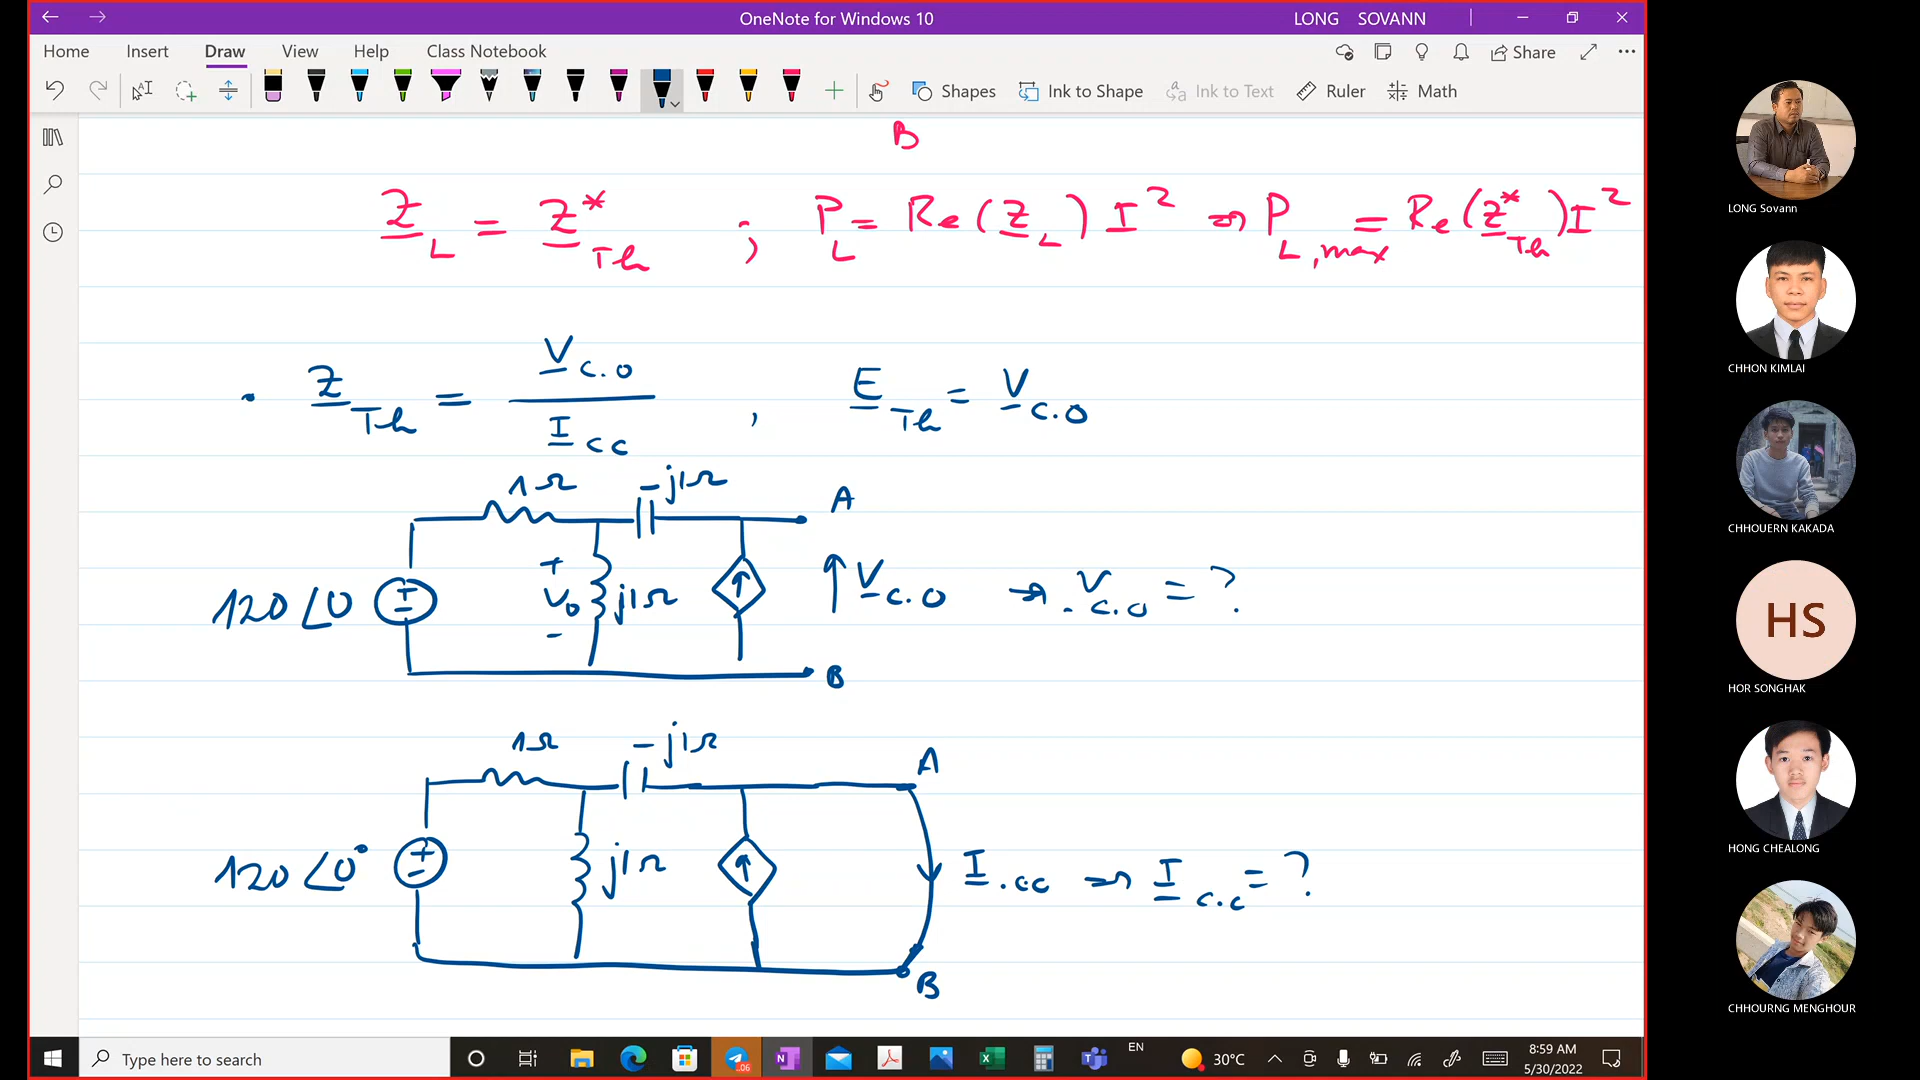 OneNote for Windows 10
LONG SOVANN
Home Insert Draw View Help Class Notebook
Share
Shapes Ink to Shape Ink to Text Ruler Math
B
Z_L = Z*_Th ; P_L = Re(Z_L) I² ⇒ P_L,max = Re(Z*_Th) I²
• Z_Th = V_c.o / I_cc , E_Th = V_c.o
1Ω -j1Ω A
120∠0 + - + V₀ - j1Ω V_c.o → V_c.o = ?
B
1Ω -j1Ω A
120∠0° + - j1Ω I_cc → I_c.c = ?
B
LONG Sovann
CHHON KIMLAI
CHHOUERN KAKADA
HS
HOR SONGHAK
HONG CHEALONG
CHHOURNG MENGHOUR
Type here to search
EN
30°C
8:59 AM
5/30/2022